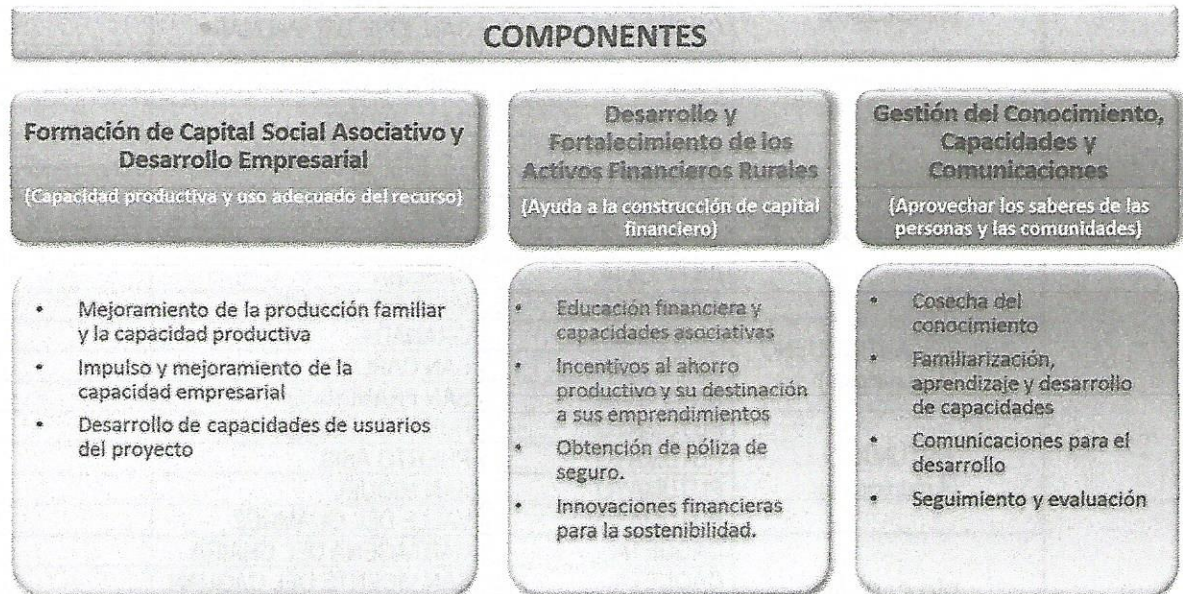 COMPONENTES
Formación de Capital Social Asociativo y
Desarrollo Empresarial
(Capacidad productiva y uso adecuado del recurso)
Desarrollo y
Fortalecimiento de los
Activos Financieros Rurales
(Ayuda a la construcción de capital
financiero)
Gestión del Conocimiento,
Capacidades y
Comunicaciones
(Aprovechar los saberes de las
personas y las comunidades)
• Mejoramiento de la producción familiar
y la capacidad productiva
• Impulso y mejoramiento de la
capacidad empresarial
• Desarrollo de capacidades de usuarios
del proyecto
• Educación financiera y
capacidades asociativas
• Incentivos al ahorro
productivo y su destinación
a sus emprendimientos
• Obtención de póliza de
seguro.
• Innovaciones financieras
para la sostenibilidad.
• Cosecha del
conocimiento
• Familiarización,
aprendizaje y desarrollo
de capacidades
• Comunicaciones para el
desarrollo
• Seguimiento y evaluación